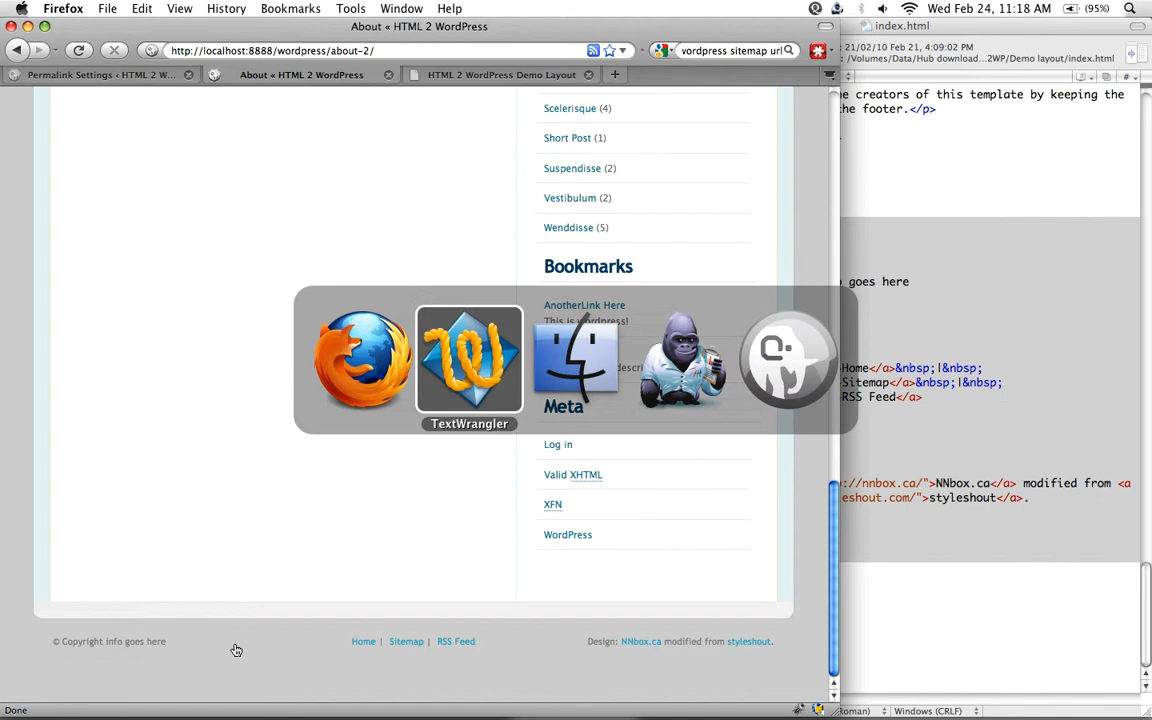 Firefox File Edit View History Bookmarks Tools Window Help Wed Feb 24, 11:18 AM (95%)
About « HTML 2 WordPress
index.html
http://localhost:8888/wordpress/about-2/
wordpress sitemap url
21/02/10 Feb 21, 4:09:02 PM
: /Volumes/Data/Hub download...2WP/Demo layout/index.html
Permalink Settings ‹ HTML 2 W...
About « HTML 2 WordPress
HTML 2 WordPress Demo Layout
ne creators of this template by keeping the
the footer.</p>
Scelerisque (4)
Short Post (1)
Suspendisse (2)
Vestibulum (2)
Wenddisse (5)
Bookmarks
AnotherLink Here
This is wordpress!
descri
Meta
TextWrangler
Log in
Valid XHTML
XFN
WordPress
goes here
Home</a>&nbsp;|&nbsp;
Sitemap</a>&nbsp;|&nbsp;
RSS Feed</a>
://nnbox.ca/">NNbox.ca</a> modified from <a
eshout.com/">styleshout</a>.
© Copyright info goes here
Home | Sitemap | RSS Feed
Design: NNbox.ca modified from styleshout.
Done
Roman) Windows (CRLF)